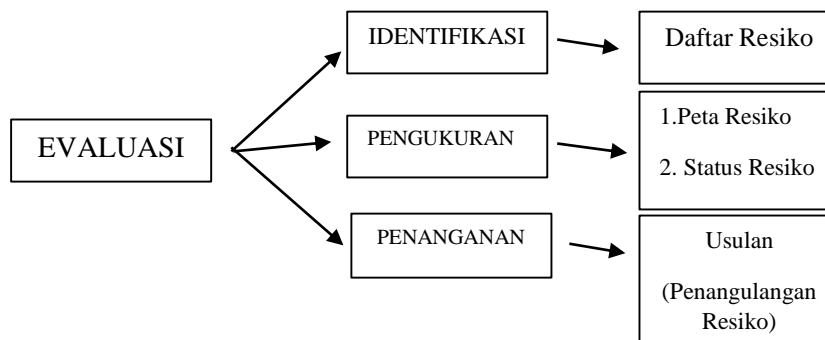 IDENTIFIKASI
Daftar Resiko
EVALUASI
PENGUKURAN
1.Peta Resiko
2. Status Resiko
PENANGANAN
Usulan
(Penangulangan
Resiko)